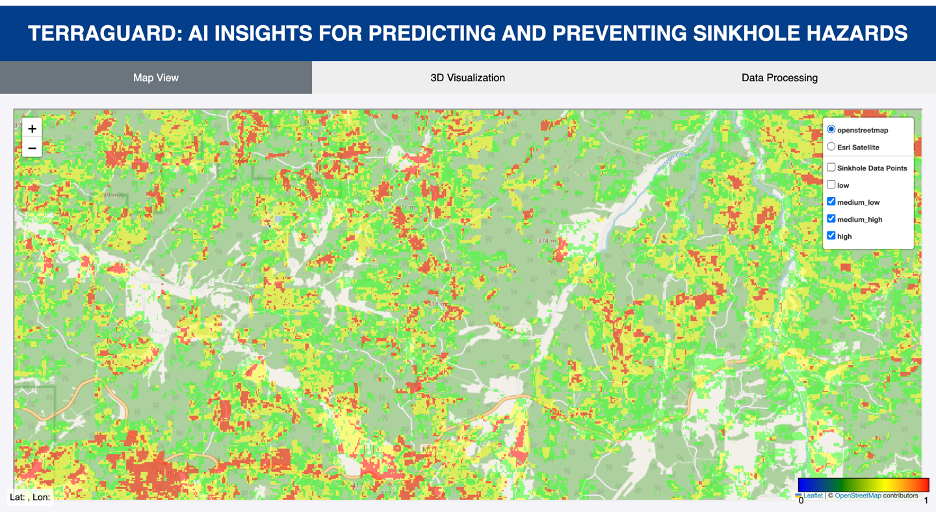 TERRAGUARD: AI INSIGHTS FOR PREDICTING AND PREVENTING SINKHOLE HAZARDS
Map View
3D Visualization
Data Processing
+
−
openstreetmap
Esri Satellite
Sinkhole Data Points
low
medium_low
medium_high
high
374 m
Lat: , Lon:
Leaflet | © OpenStreetMap contributors
0
1